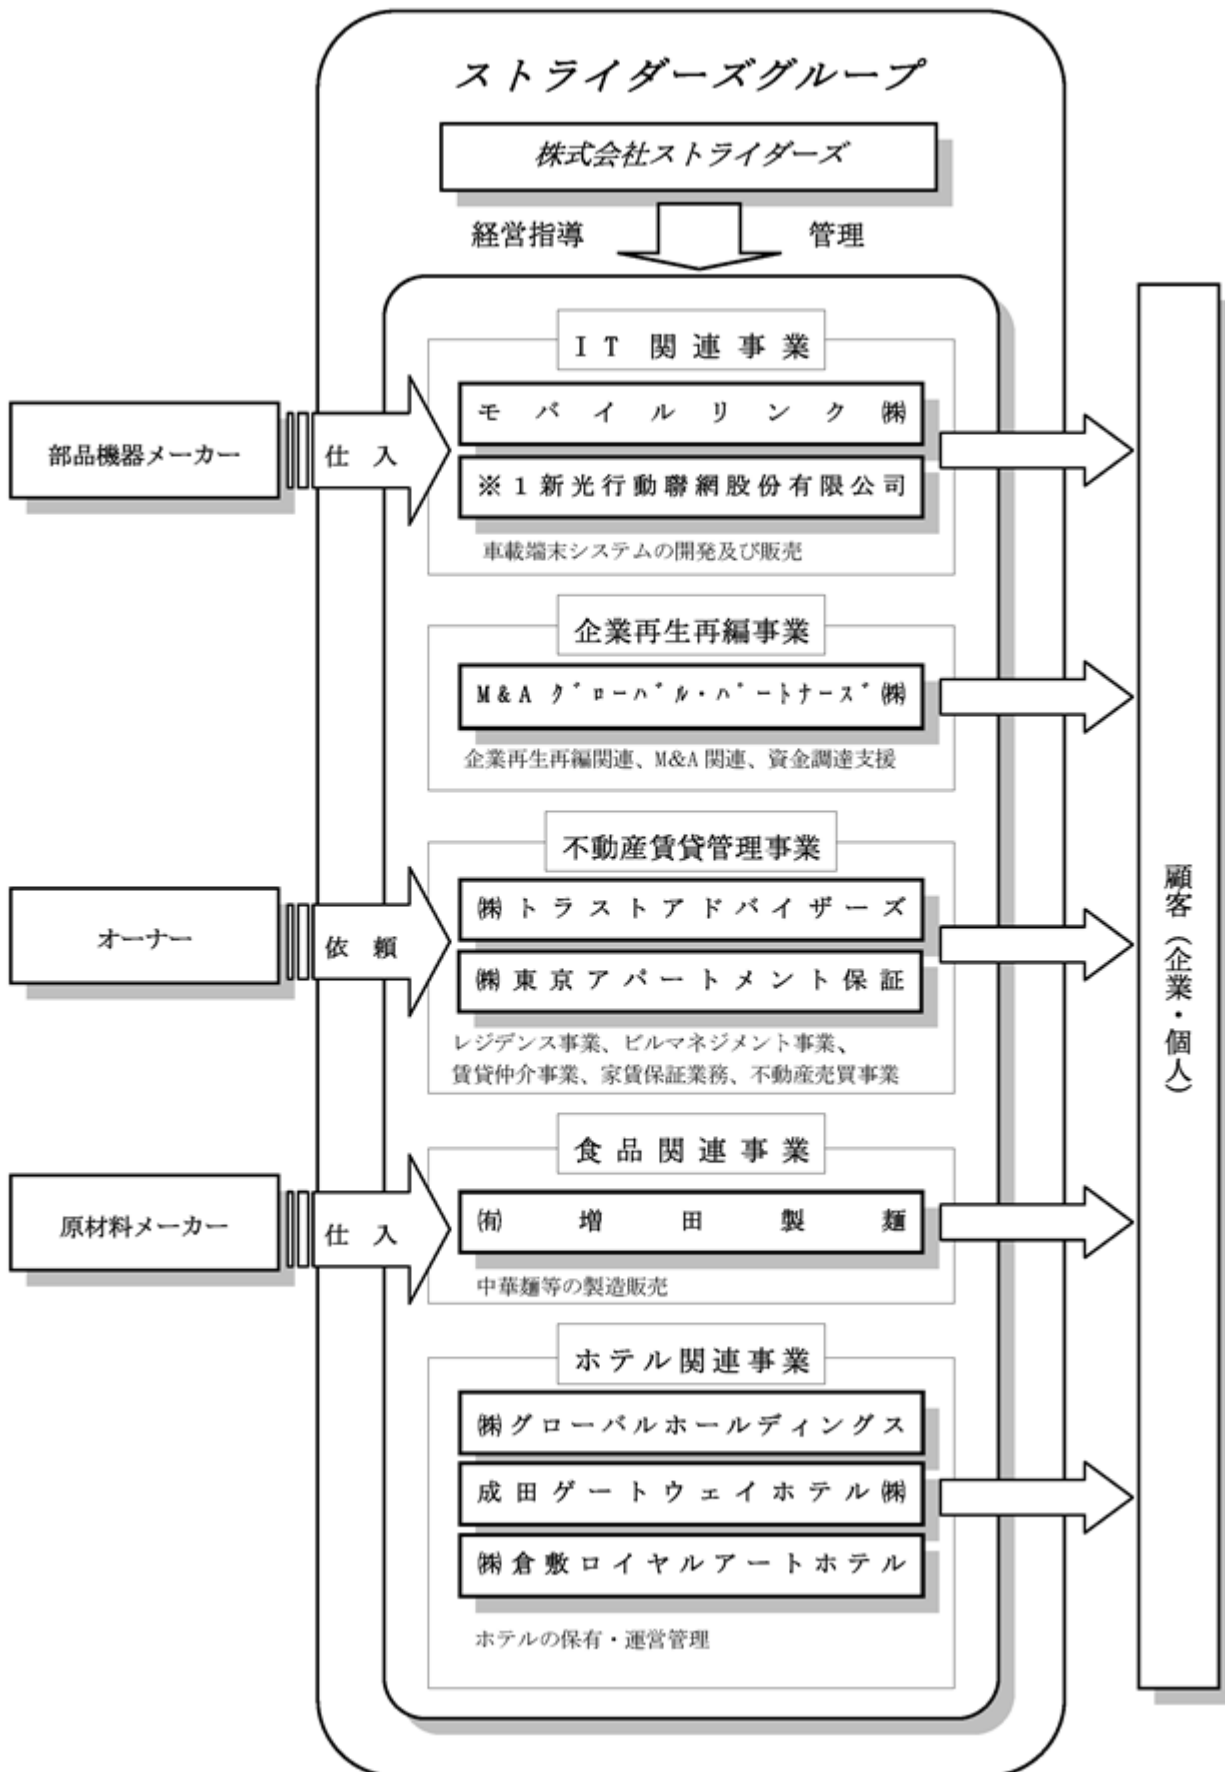 ストライダーズグループ
株式会社ストライダーズ
経営指導 管理
IT関連事業
モバイルリンク㈱
※1新光行動聯網股份有限公司
車載端末システムの開発及び販売
部品機器メーカー
仕入
企業再生再編事業
M&Aグローバル・パートナーズ㈱
企業再生再編関連、M&A関連、資金調達支援
不動産賃貸管理事業
㈱トラストアドバイザーズ
㈱東京アパートメント保証
レジデンス事業、ビルマネジメント事業、
賃貸仲介事業、家賃保証業務、不動産売買事業
オーナー
依頼
食品関連事業
㈲増田製麺
中華麺等の製造販売
原材料メーカー
仕入
ホテル関連事業
㈱グローバルホールディングス
成田ゲートウェイホテル㈱
㈱倉敷ロイヤルアートホテル
ホテルの保有・運営管理
顧客（企業・個人）